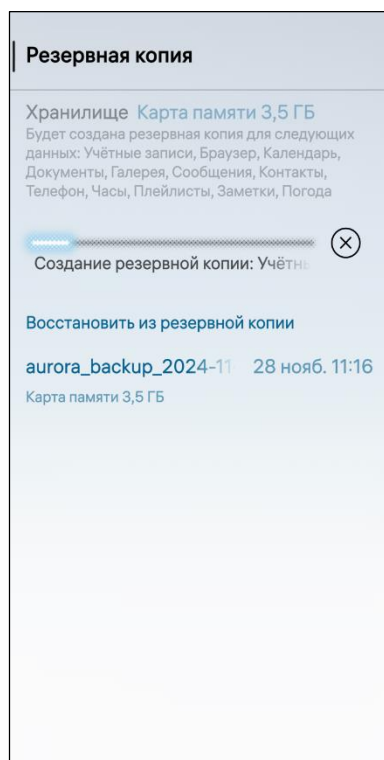 Резервная копия
Хранилище Карта памяти 3,5 ГБ
Будет создана резервная копия для следующих
данных: Учётные записи, Браузер, Календарь,
Документы, Галерея, Сообщения, Контакты,
Телефон, Часы, Плейлисты, Заметки, Погода
Создание резервной копии: Учётн
Восстановить из резервной копии
aurora_backup_2024-11 28 нояб. 11:16
Карта памяти 3,5 ГБ